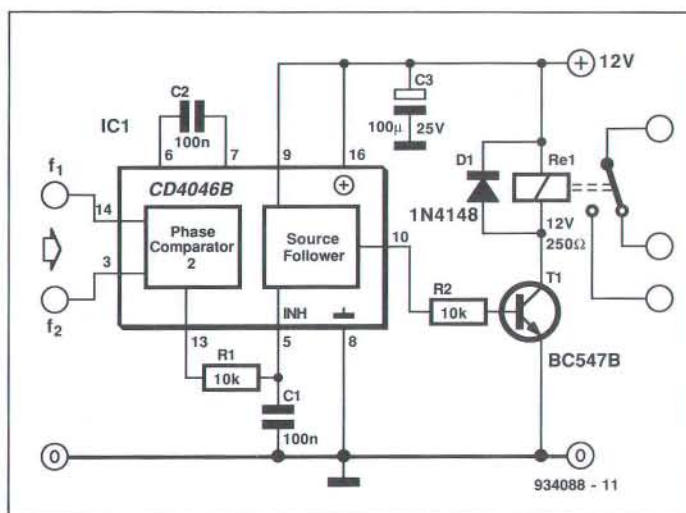 C2
100n
IC1
6
7
9
16
C3
100µ
25V
+
12V
f1
14
3
f2
CD4046B
Phase
Comparator
2
Source
Follower
+
INH
10
13
5
8
R1
10k
C1
100n
R2
10k
D1
1N4148
Re1
12V
250Ω
T1
BC547B
0
0
934088 - 11